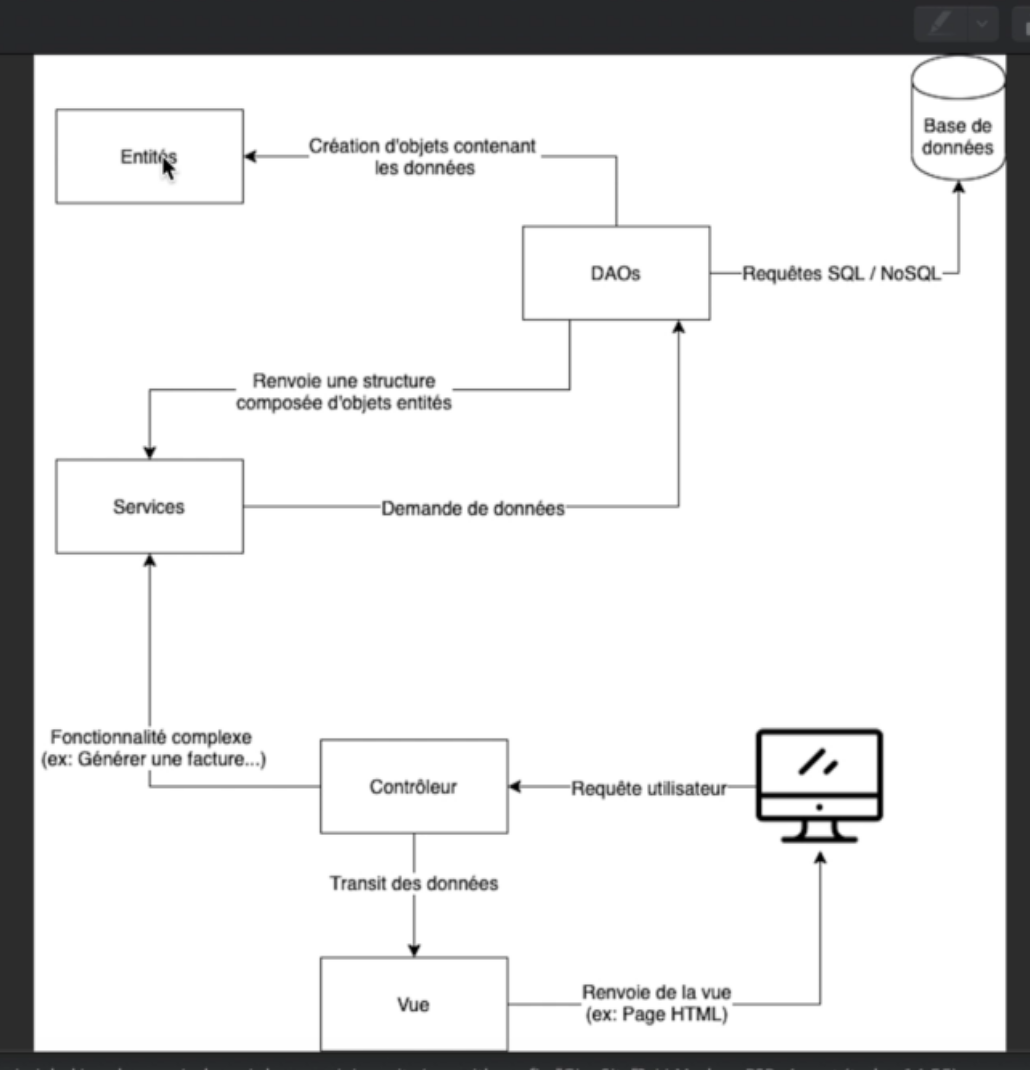 Base de
données
Entités
Création d'objets contenant
les données
DAOs
Requêtes SQL / NoSQL
Renvoie une structure
composée d'objets entités
Services
Demande de données
Fonctionnalité complexe
(ex: Générer une facture...)
Contrôleur
Requête utilisateur
Transit des données
Vue
Renvoie de la vue
(ex: Page HTML)